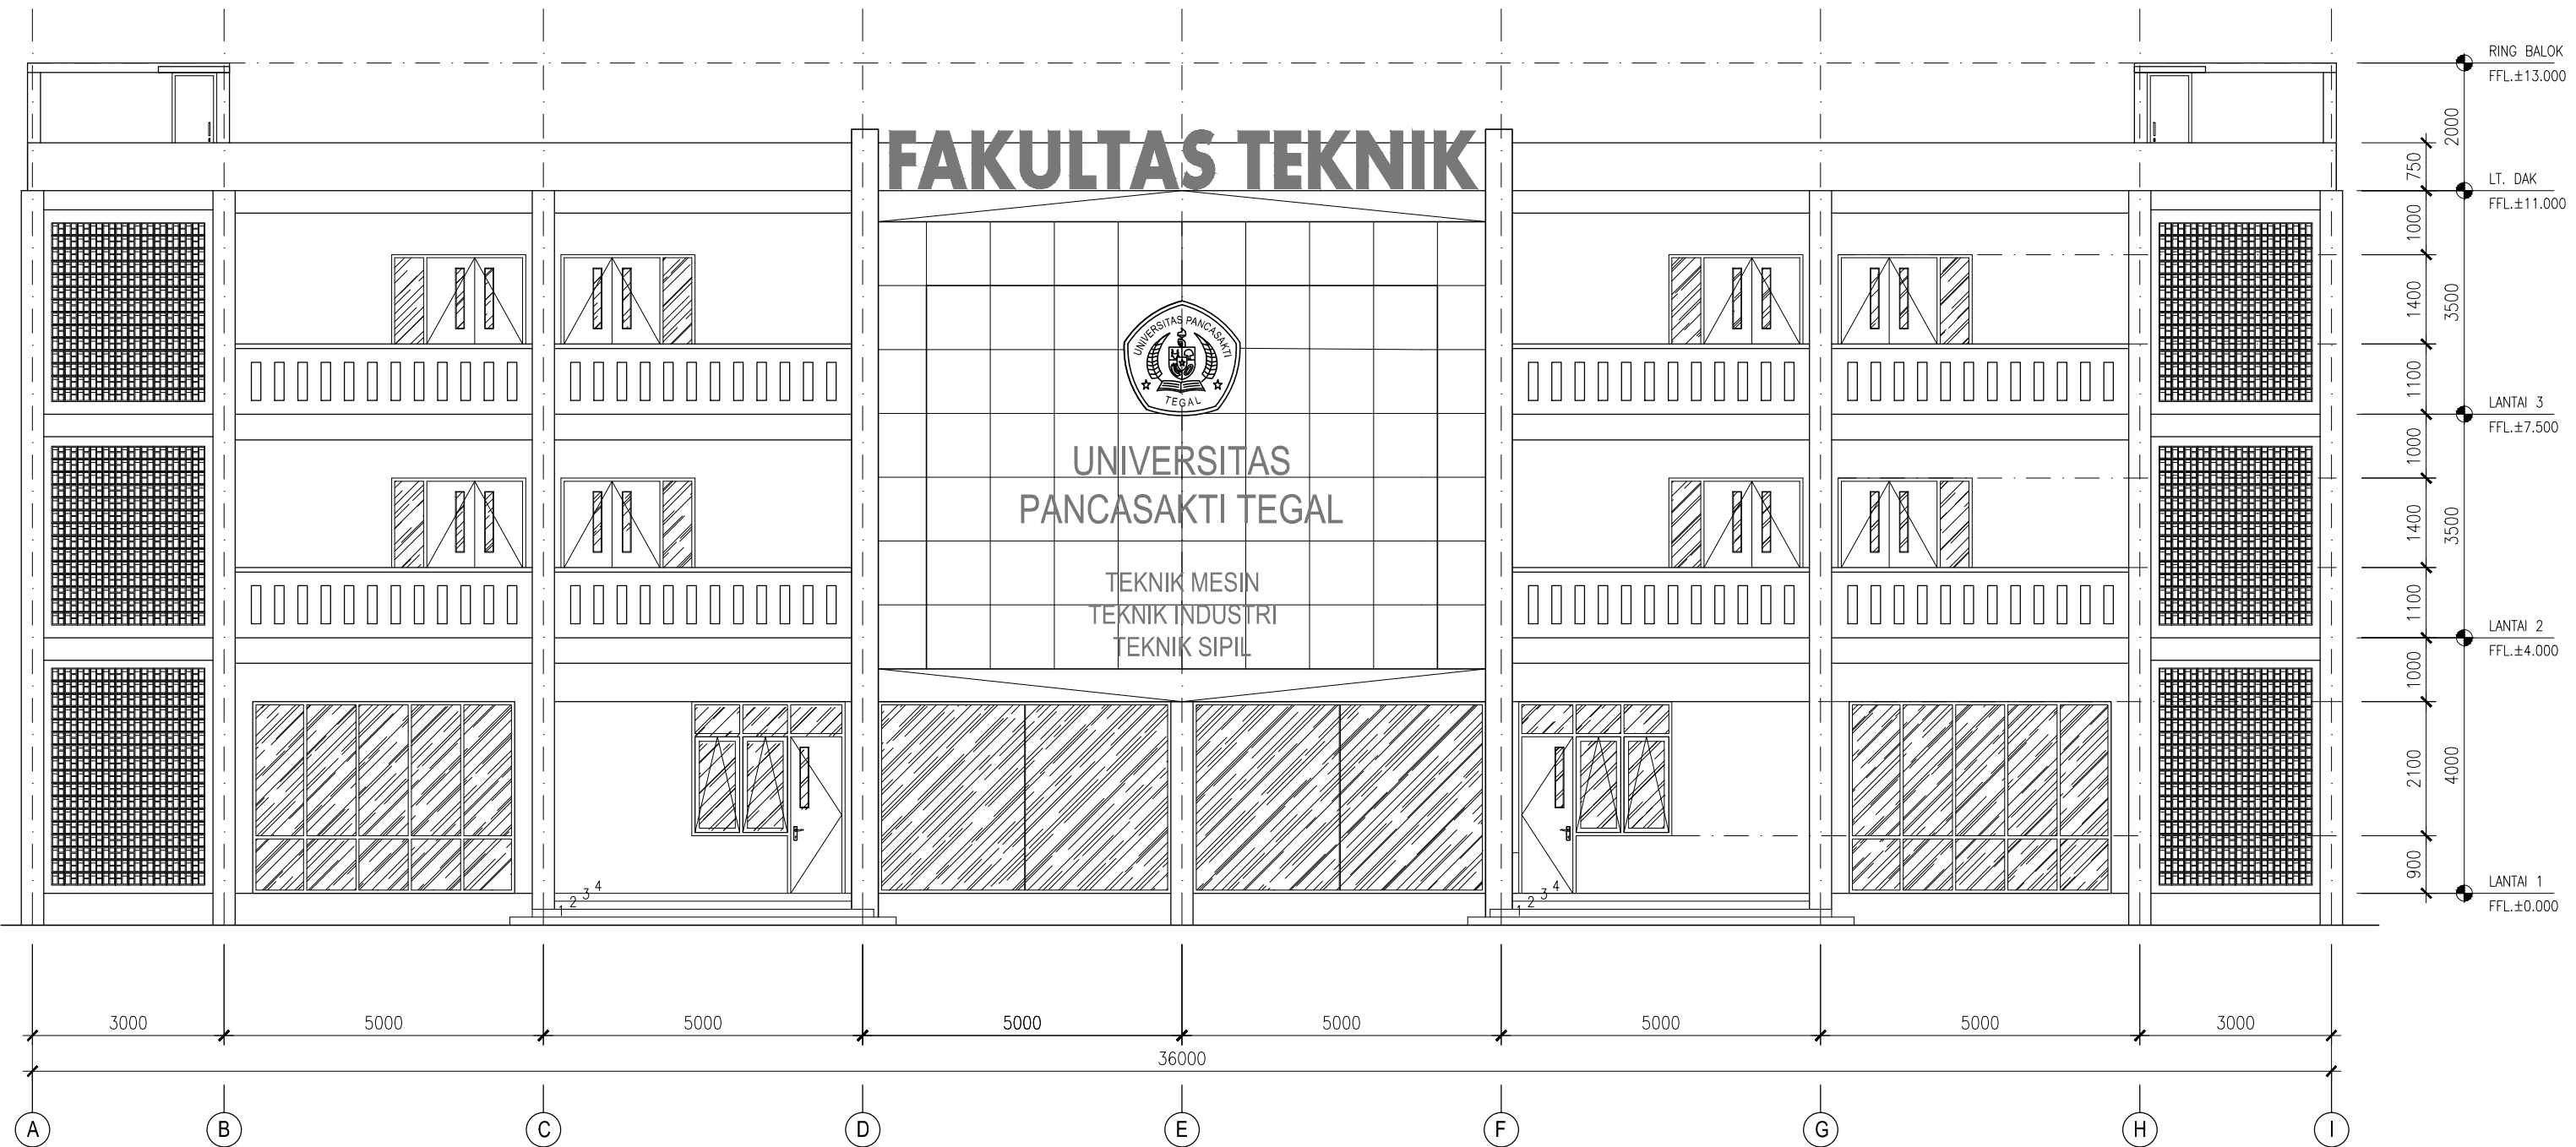 RING BALOK
FFL.±13.000
FAKULTAS TEKNIK
2000
750
LT. DAK
FFL.±11.000
1000
1400
3500
1100
UNIVERSITAS PANCASAKTI
TEGAL
LANTAI 3
FFL.±7.500
1000
UNIVERSITAS
PANCASAKTI TEGAL
1400
3500
TEKNIK MESIN
TEKNIK INDUSTRI
TEKNIK SIPIL
1100
LANTAI 2
FFL.±4.000
1000
2100
4000
900
1 2 3 4
1 2 3 4
LANTAI 1
FFL.±0.000
3000 5000 5000 5000 5000 5000 5000 3000
36000
A B C D E F G H I